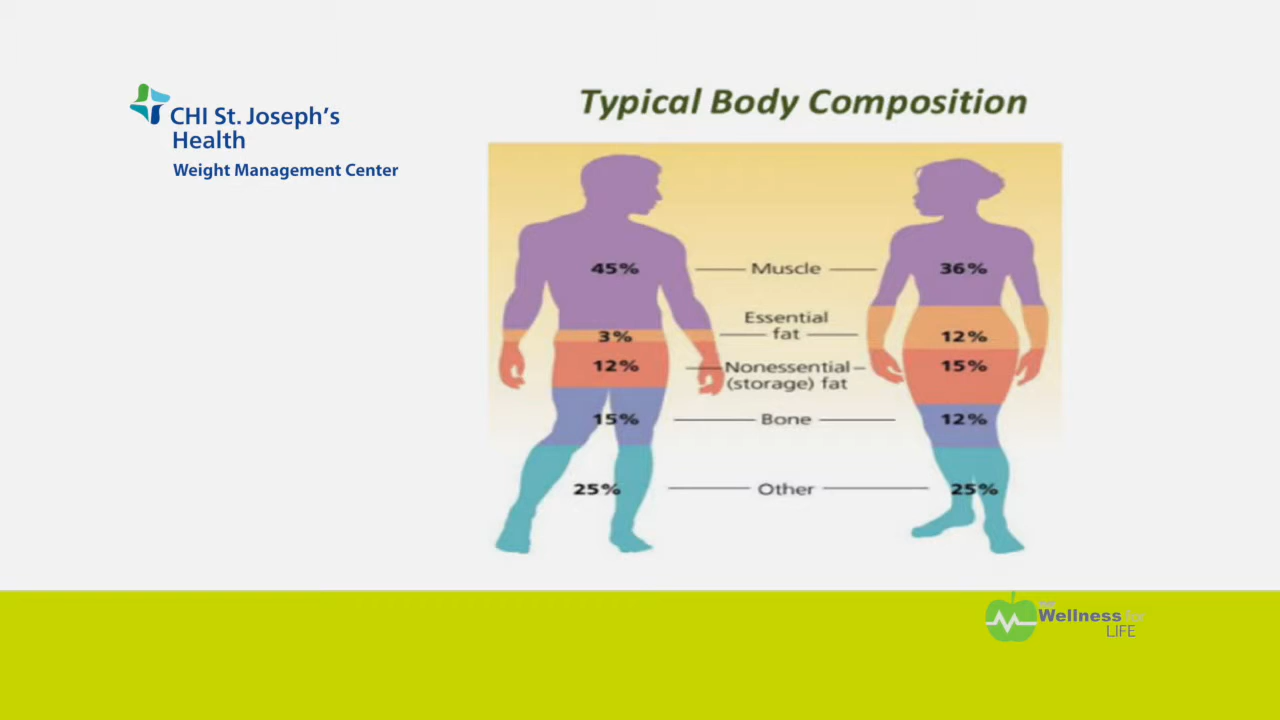 CHI St. Joseph's
Health
Weight Management Center
Typical Body Composition
45% Muscle 36%
Essential
3% fat 12%
12% Nonessential 15%
(storage) fat
15% Bone 12%
25% Other 25%
Wellness for
LIFE